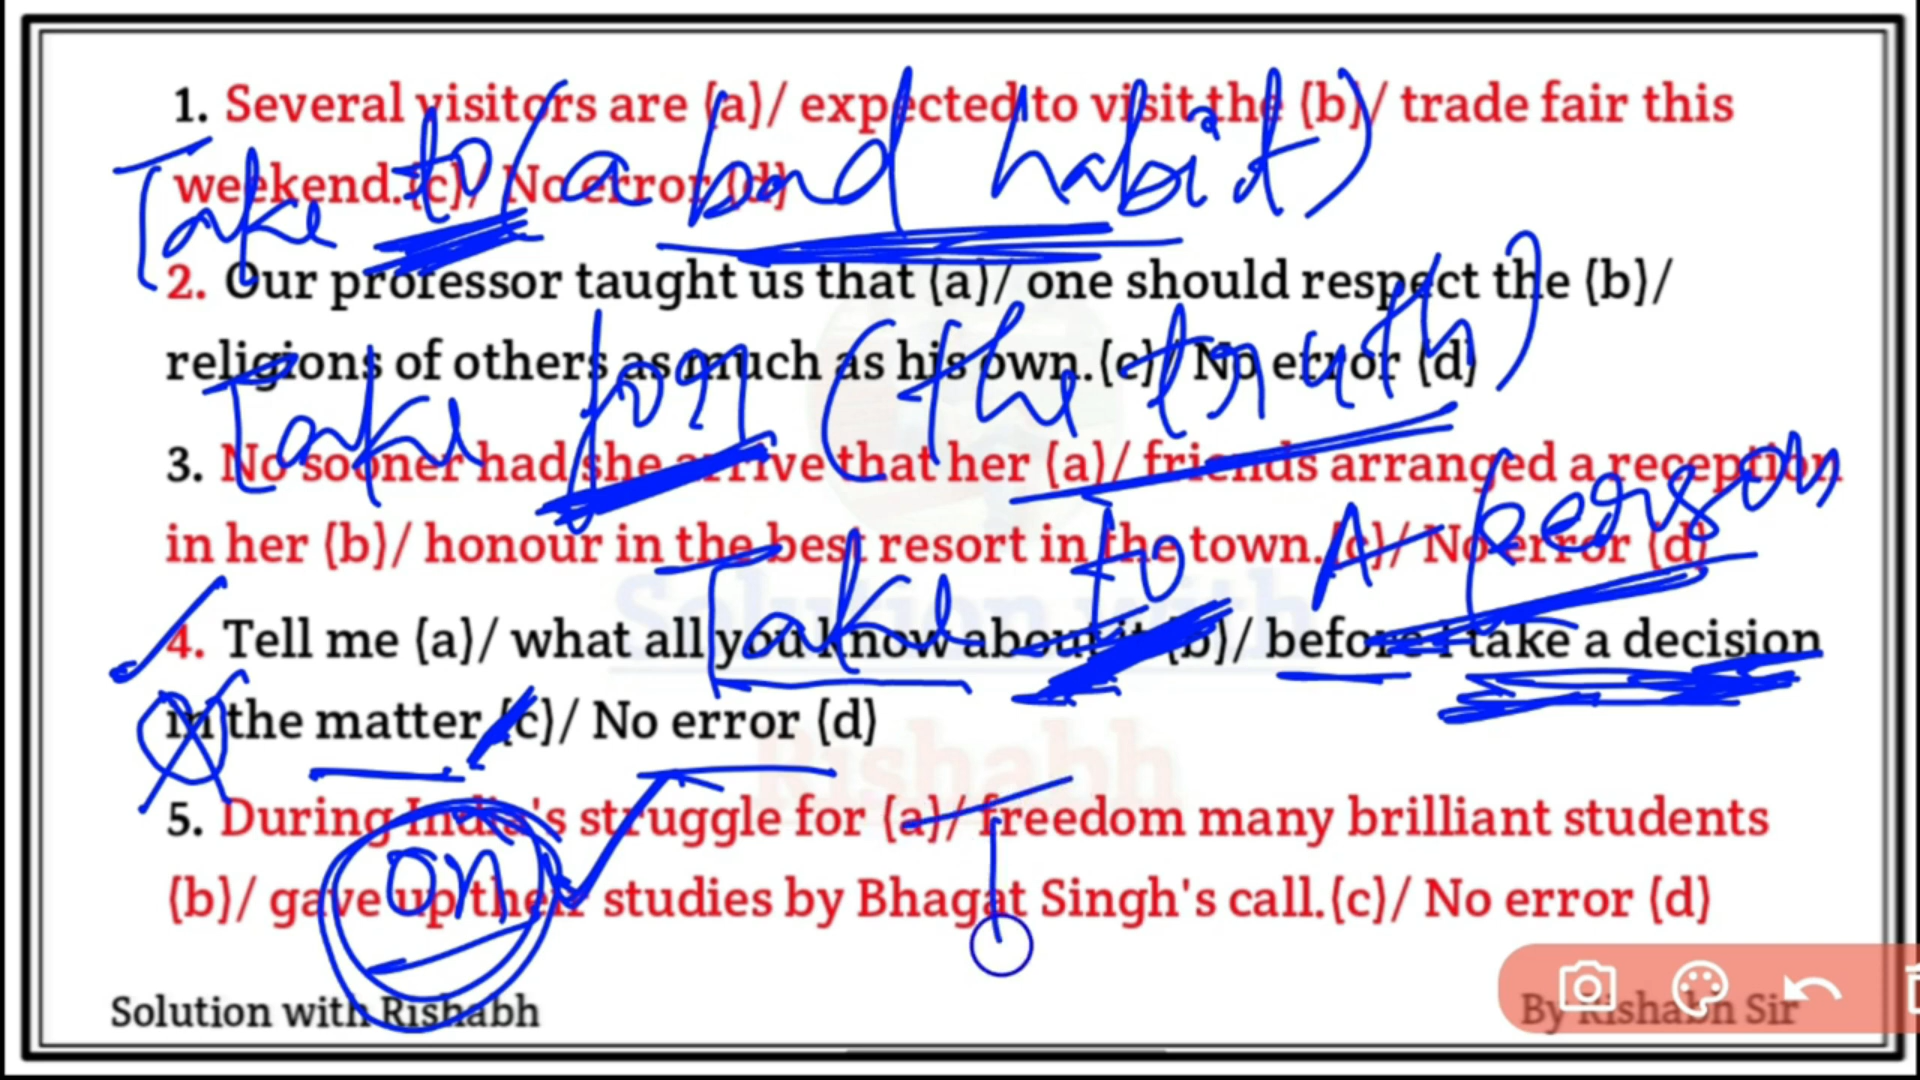 1. Several visitors are (a)/ expected to visit the (b)/ trade fair this
weekend.(c)/ No error (d)
Take to (a bad habit)
2. Our professor taught us that (a)/ one should respect the (b)/
religions of others as much as his own.(c)/ No error (d)
Take for (the truth)
3. No sooner had she arrive that her (a)/ friends arranged a reception
in her (b)/ honour in the best resort in the town.(c)/ No error (d)
Take to A person
4. Tell me (a)/ what all you know about it (b)/ before I take a decision
in the matter (c)/ No error (d)
5. During India's struggle for (a)/ freedom many brilliant students
on
(b)/ gave up their studies by Bhagat Singh's call.(c)/ No error (d)
Solution with Rishabh
By Rishabh Sir
Solution with
Rishabh